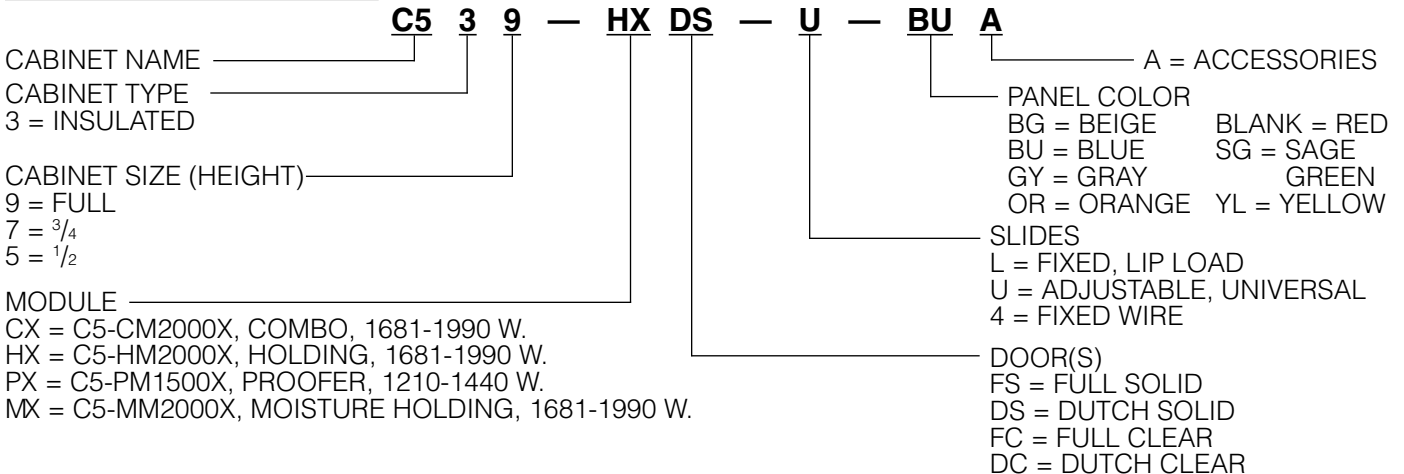 C5 3 9 — HX DS — U — BU A
CABINET NAME
CABINET TYPE
3 = INSULATED
CABINET SIZE (HEIGHT)
9 = FULL
7 = 3/4
5 = 1/2
MODULE
CX = C5-CM2000X, COMBO, 1681-1990 W.
HX = C5-HM2000X, HOLDING, 1681-1990 W.
PX = C5-PM1500X, PROOFER, 1210-1440 W.
MX = C5-MM2000X, MOISTURE HOLDING, 1681-1990 W.
A = ACCESSORIES
PANEL COLOR
BG = BEIGE BLANK = RED
BU = BLUE SG = SAGE
GY = GRAY GREEN
OR = ORANGE YL = YELLOW
SLIDES
L = FIXED, LIP LOAD
U = ADJUSTABLE, UNIVERSAL
4 = FIXED WIRE
DOOR(S)
FS = FULL SOLID
DS = DUTCH SOLID
FC = FULL CLEAR
DC = DUTCH CLEAR